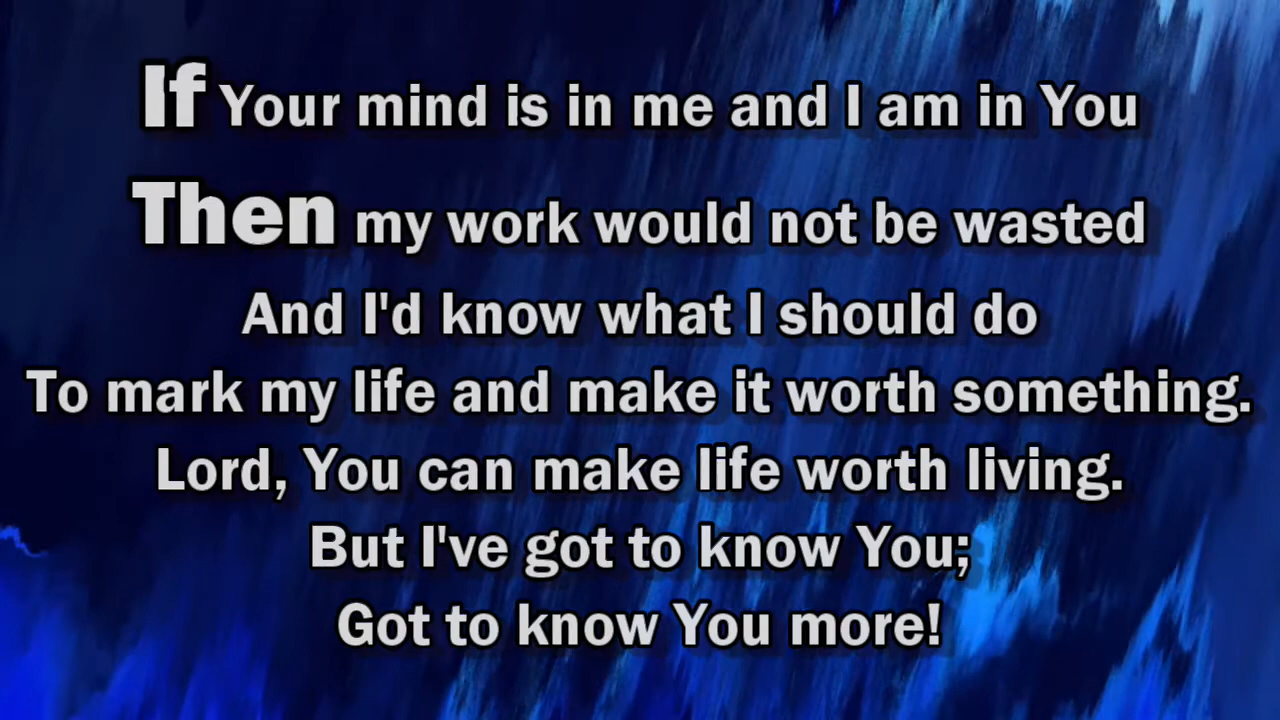 If Your mind is in me and I am in You
Then my work would not be wasted
And I'd know what I should do
To mark my life and make it worth something.
Lord, You can make life worth living.
But I've got to know You;
Got to know You more!